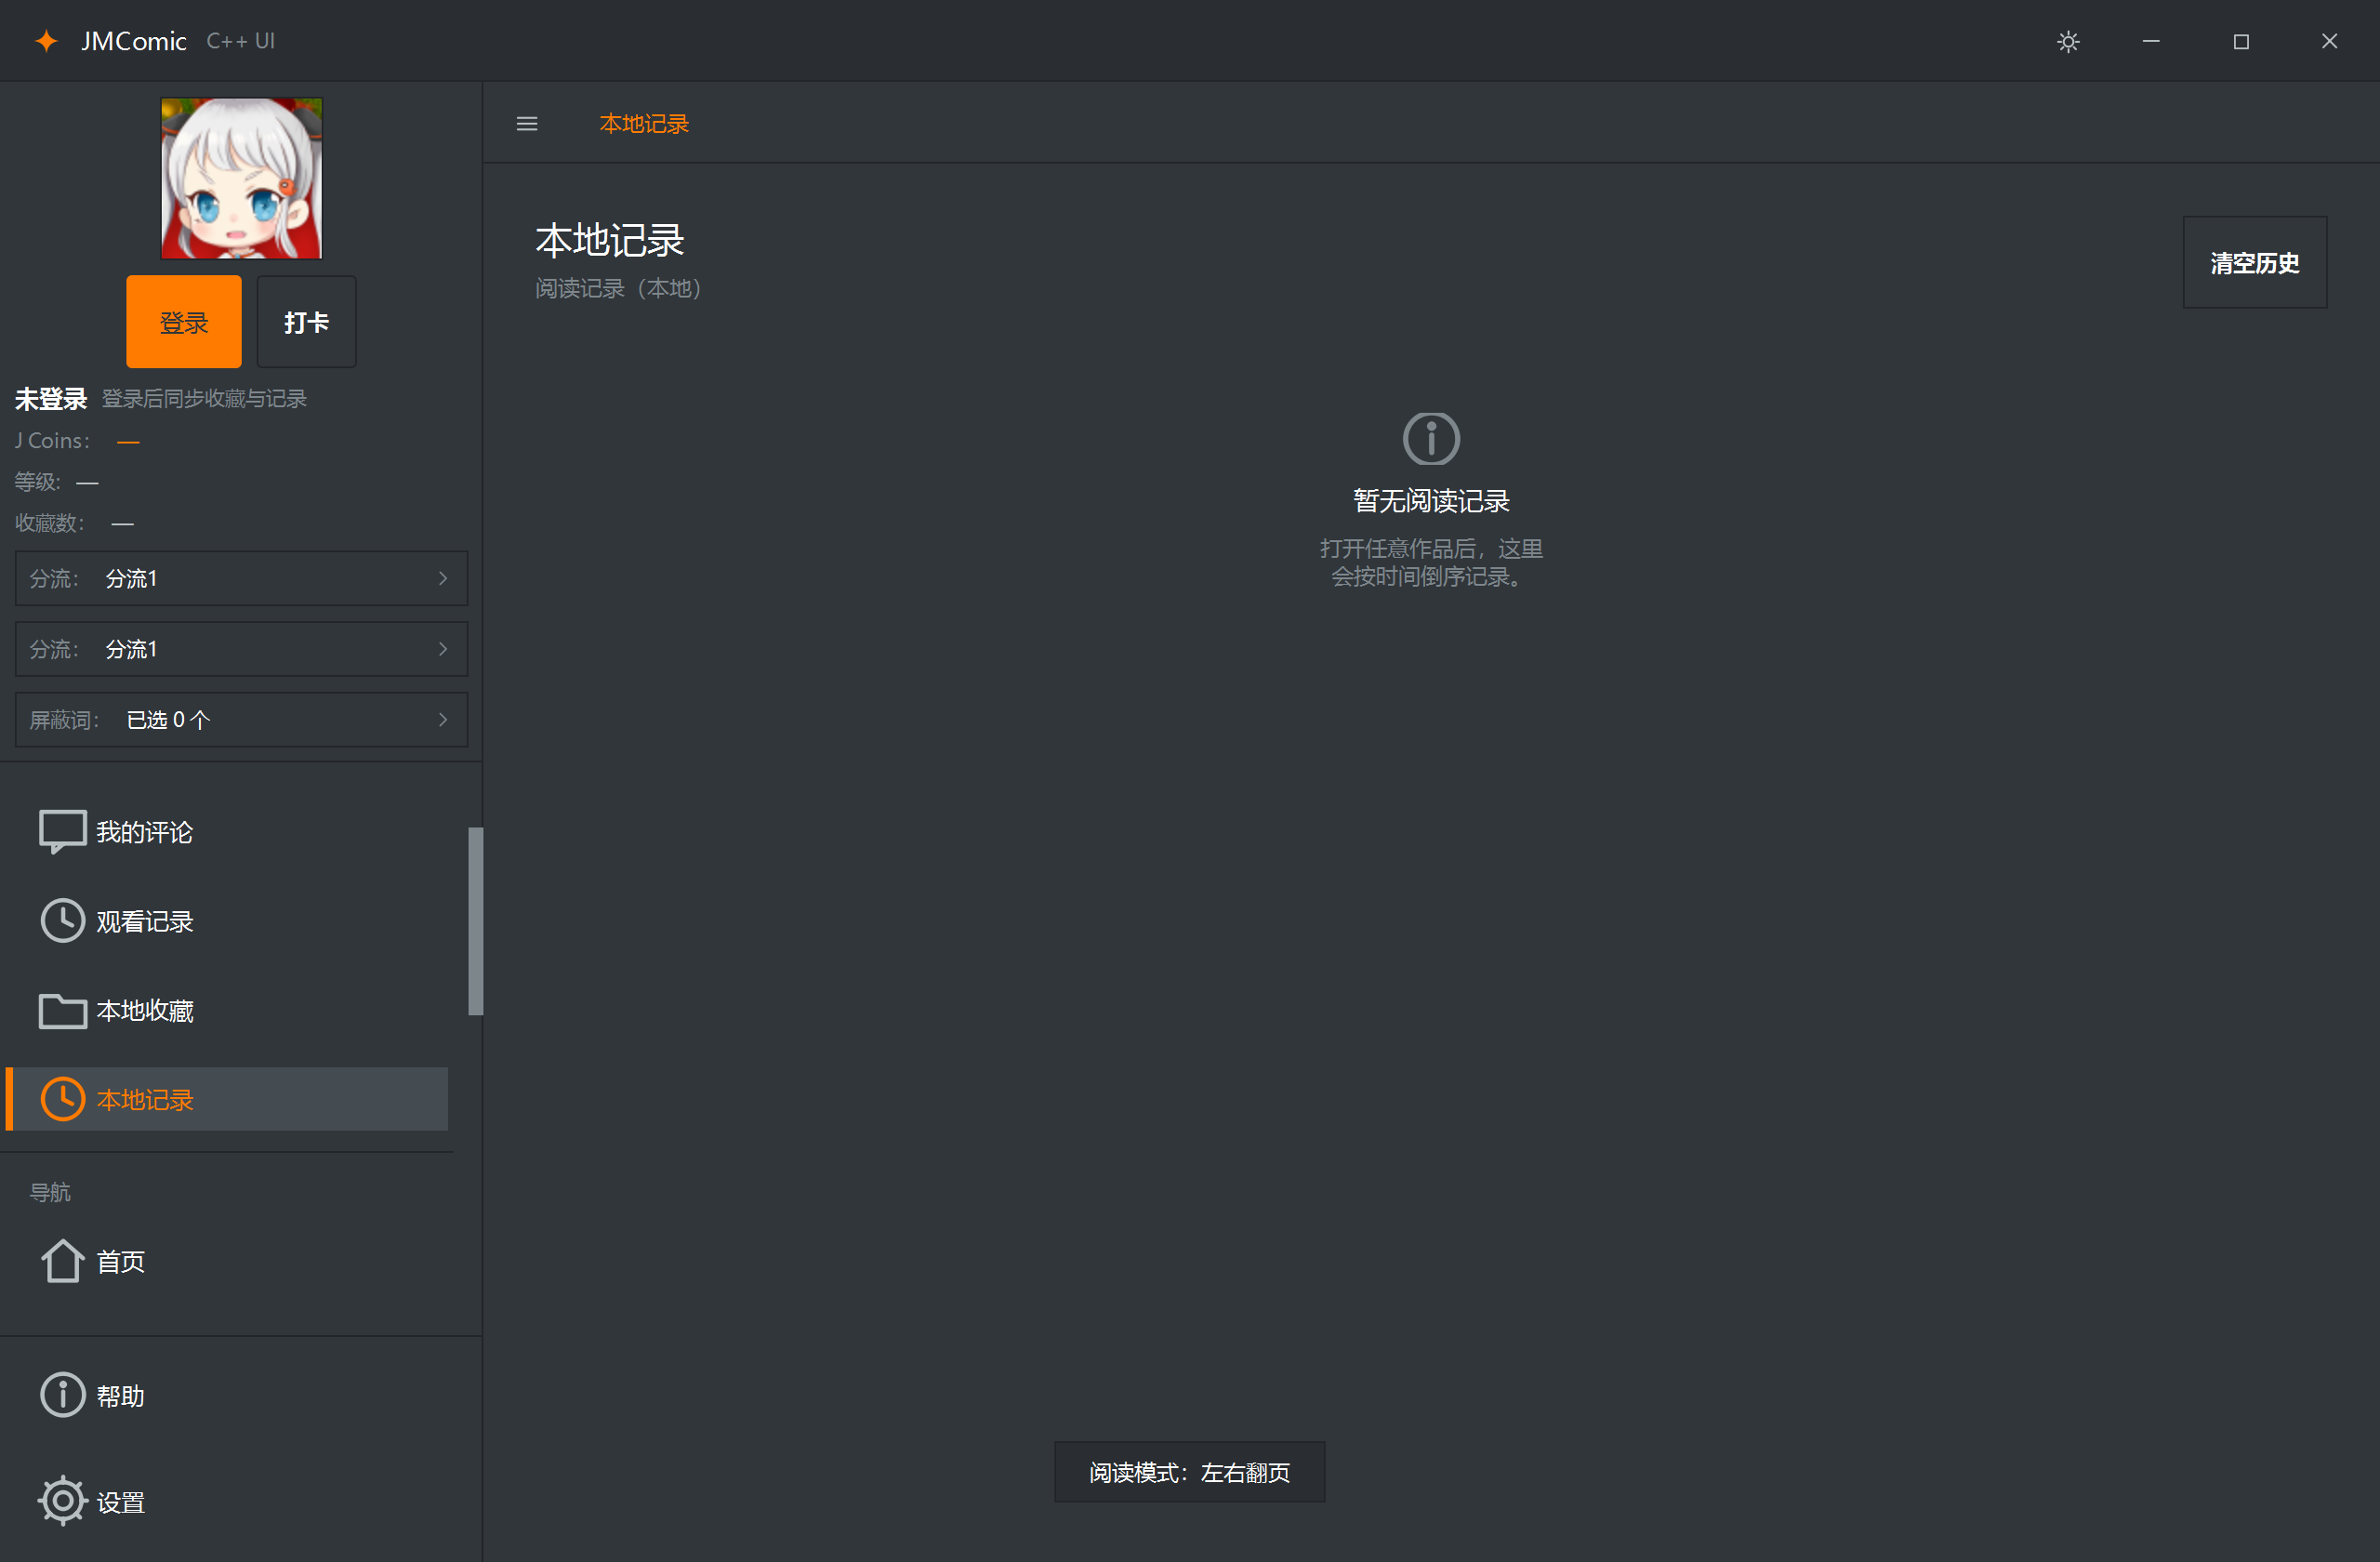 JMComic C++ UI
本地记录
登录
打卡
未登录 登录后同步收藏与记录
J Coins: —
等级: —
收藏数: —
分流: 分流1
分流: 分流1
屏蔽词: 已选 0 个
我的评论
观看记录
本地收藏
本地记录
导航
首页
帮助
设置
本地记录
阅读记录（本地）
清空历史
暂无阅读记录
打开任意作品后，这里
会按时间倒序记录。
阅读模式：左右翻页